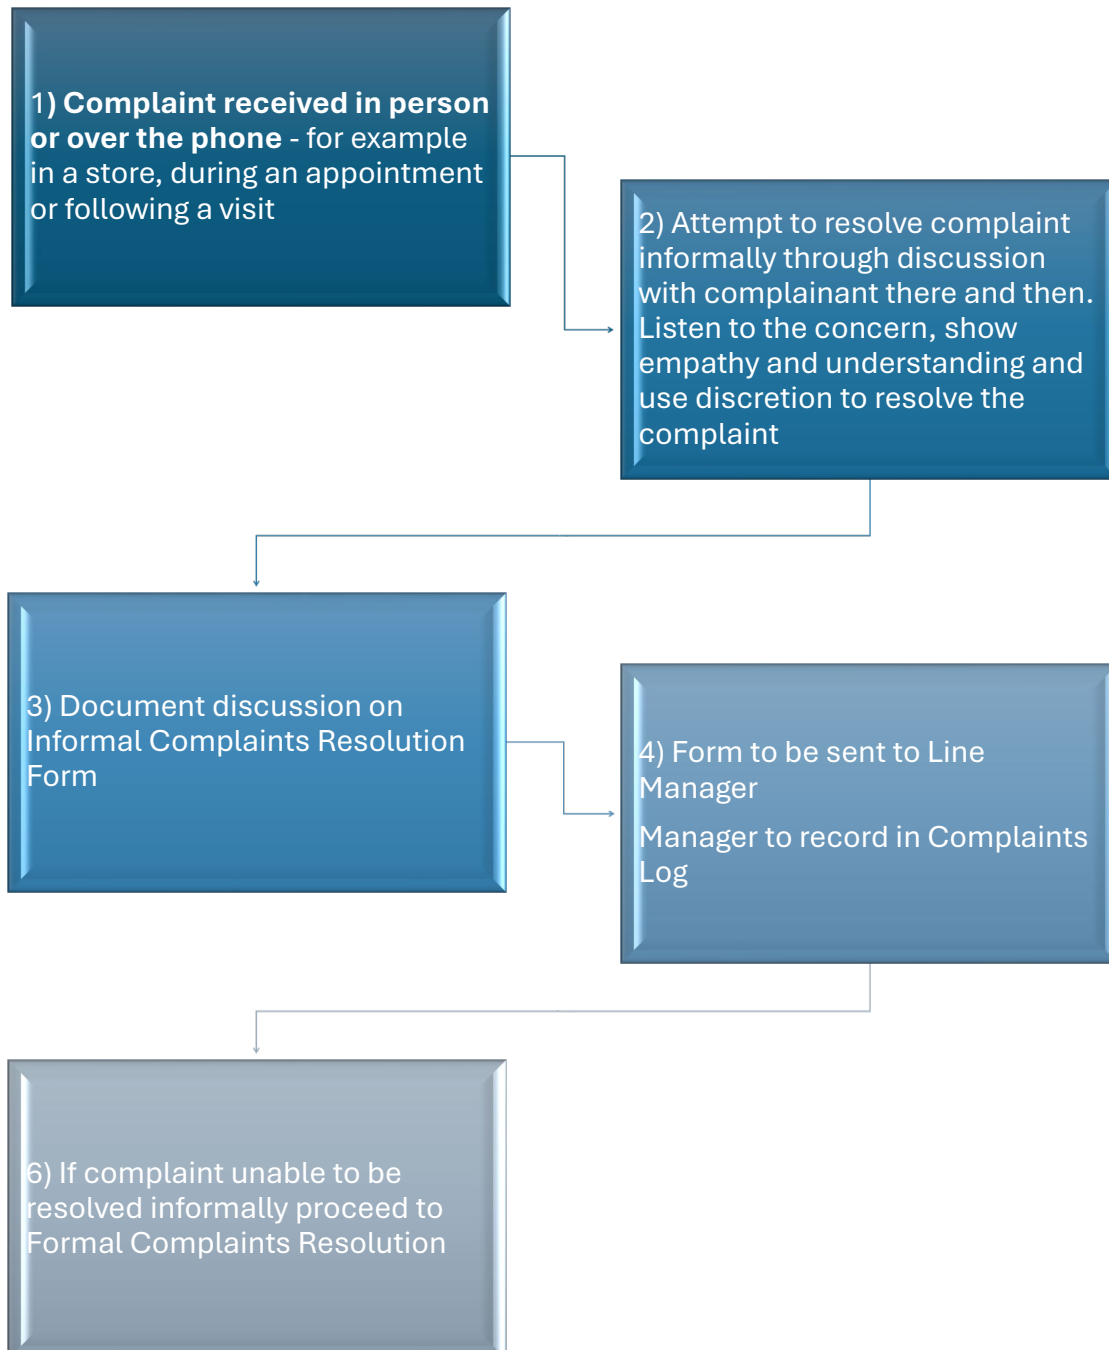 1) Complaint received in person
or over the phone - for example
in a store, during an appointment
or following a visit
2) Attempt to resolve complaint
informally through discussion
with complainant there and then.
Listen to the concern, show
empathy and understanding and
use discretion to resolve the
complaint
3) Document discussion on
Informal Complaints Resolution
Form
4) Form to be sent to Line
Manager
Manager to record in Complaints
Log
6) If complaint unable to be
resolved informally proceed to
Formal Complaints Resolution